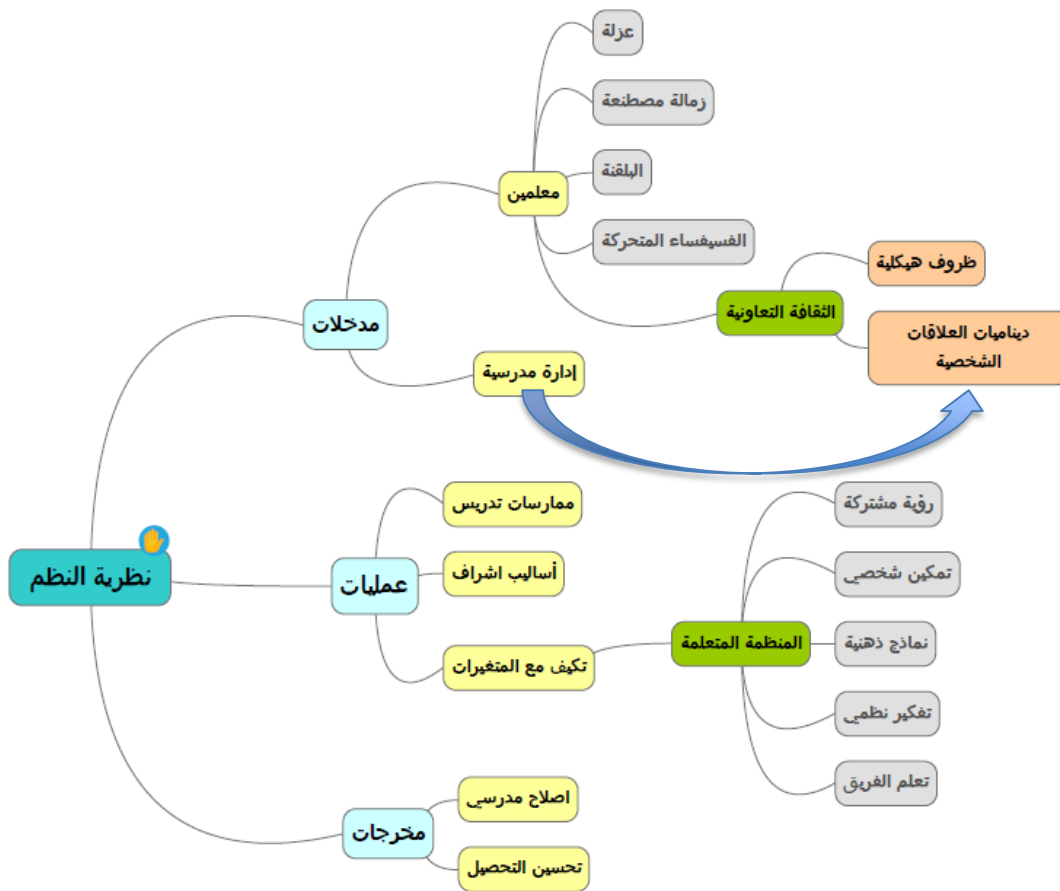 عزلة
زمالة مصطنعة
معلمين
البلقنة
الفسيفساء المتحركة
ظروف هيكلية
الثقافة التعاونية
ديناميات العلاقات
الشخصية
مدخلات
إدارة مدرسية
نظرية النظم
عمليات
ممارسات تدريس
أساليب اشراف
تكيف مع المتغيرات
المنظمة المتعلمة
رؤية مشتركة
تمكين شخصي
نماذج ذهنية
تفكير نظمي
تعلم الفريق
مخرجات
اصلاح مدرسي
تحسين التحصيل